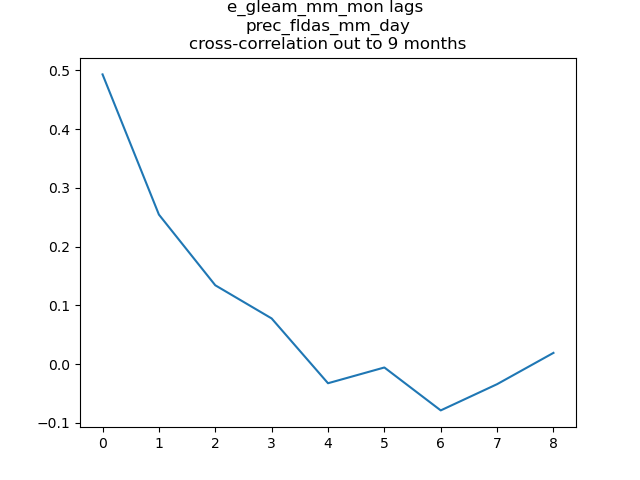 e_gleam_mm_mon lags
prec_fldas_mm_day
cross-correlation out to 9 months
0.5
0.4
0.3
0.2
0.1
0.0
−0.1
0 1 2 3 4 5 6 7 8